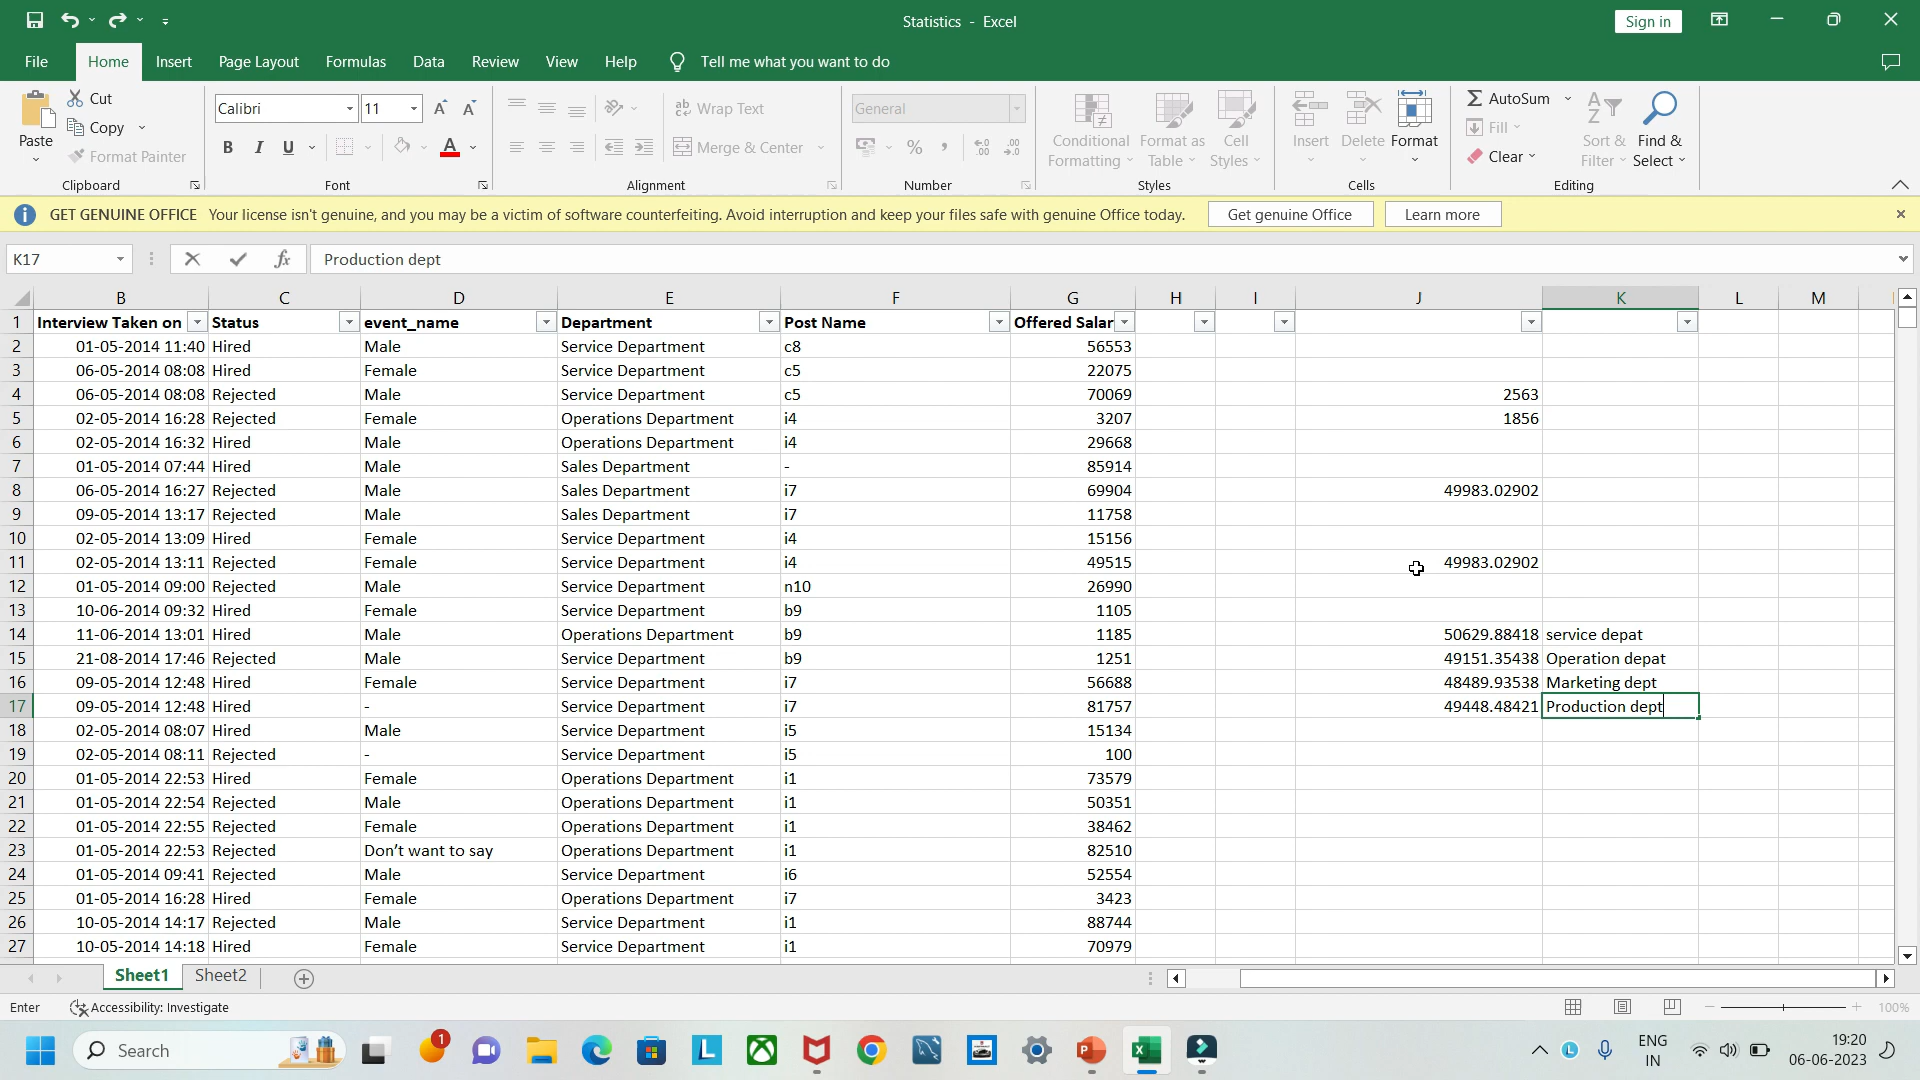 Statistics - Excel
Sign in
File Home Insert Page Layout Formulas Data Review View Help Tell me what you want to do
Paste Cut Copy Format Painter Clipboard
Calibri 11 B I U A Font
ab Wrap Text Merge & Center Alignment
General % , Number
Conditional Formatting Format as Table Cell Styles Styles
Insert Delete Format Cells
AutoSum Fill Clear Sort & Filter Find & Select Editing
GET GENUINE OFFICE Your license isn't genuine, and you may be a victim of software counterfeiting. Avoid interruption and keep your files safe with genuine Office today. Get genuine Office Learn more
K17 fx Production dept
B C D E F G H I J K L M
1 Interview Taken on Status event_name Department Post Name Offered Salar
2 01-05-2014 11:40 Hired Male Service Department c8 56553
3 06-05-2014 08:08 Hired Female Service Department c5 22075
4 06-05-2014 08:08 Rejected Male Service Department c5 70069 2563
5 02-05-2014 16:28 Rejected Female Operations Department i4 3207 1856
6 02-05-2014 16:32 Hired Male Operations Department i4 29668
7 01-05-2014 07:44 Hired Male Sales Department - 85914
8 06-05-2014 16:27 Rejected Male Sales Department i7 69904 49983.02902
9 09-05-2014 13:17 Rejected Male Sales Department i7 11758
10 02-05-2014 13:09 Hired Female Service Department i4 15156
11 02-05-2014 13:11 Rejected Female Service Department i4 49515 49983.02902
12 01-05-2014 09:00 Rejected Male Service Department n10 26990
13 10-06-2014 09:32 Hired Female Service Department b9 1105
14 11-06-2014 13:01 Hired Male Operations Department b9 1185 50629.88418 service depat
15 21-08-2014 17:46 Rejected Male Service Department b9 1251 49151.35438 Operation depat
16 09-05-2014 12:48 Hired Female Service Department i7 56688 48489.93538 Marketing dept
17 09-05-2014 12:48 Hired - Service Department i7 81757 49448.48421 Production dept
18 02-05-2014 08:07 Hired Male Service Department i5 15134
19 02-05-2014 08:11 Rejected - Service Department i5 100
20 01-05-2014 22:53 Hired Female Operations Department i1 73579
21 01-05-2014 22:54 Rejected Male Operations Department i1 50351
22 01-05-2014 22:55 Rejected Female Operations Department i1 38462
23 01-05-2014 22:53 Rejected Don't want to say Operations Department i1 82510
24 01-05-2014 09:41 Rejected Male Service Department i6 52554
25 01-05-2014 16:28 Hired Female Operations Department i7 3423
26 10-05-2014 14:17 Rejected Male Service Department i1 88744
27 10-05-2014 14:18 Hired Female Service Department i1 70979
Sheet1 Sheet2
Enter Accessibility: Investigate 100%
Search 1 L ENG IN 19:20 06-06-2023